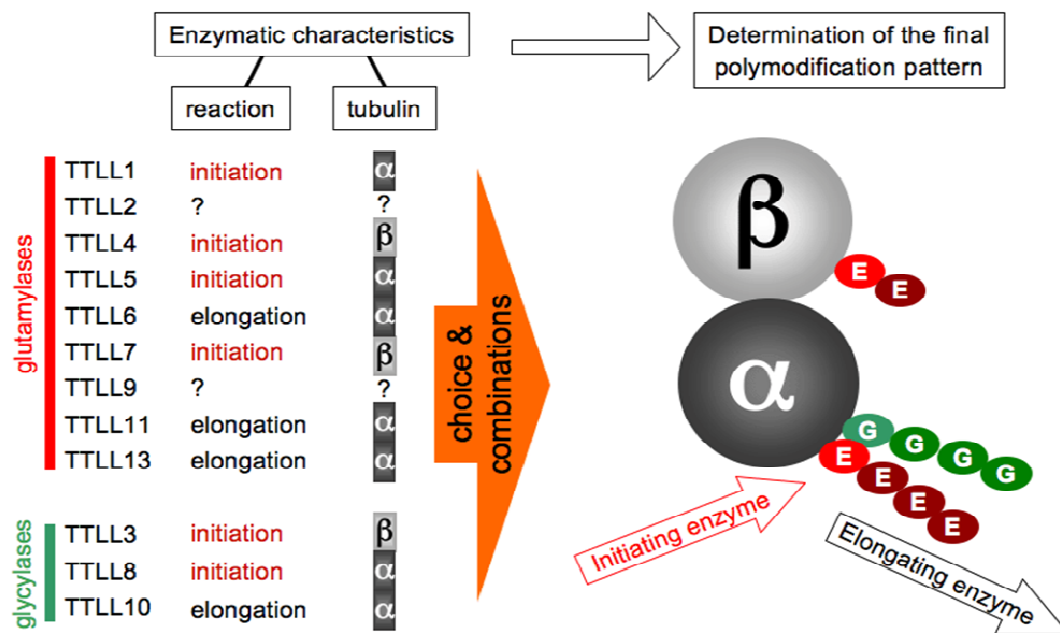 Enzymatic characteristics
Determination of the final
polymodification pattern
reaction
tubulin
glutamylases
TTLL1 initiation α
TTLL2 ? ?
TTLL4 initiation β
TTLL5 initiation α
TTLL6 elongation α
TTLL7 initiation β
TTLL9 ? ?
TTLL11 elongation α
TTLL13 elongation α
glycylases
TTLL3 initiation β
TTLL8 initiation α
TTLL10 elongation α
choice &
combinations
β
E
E
α
G
G
G
G
E
E
E
E
Initiating enzyme
Elongating enzyme